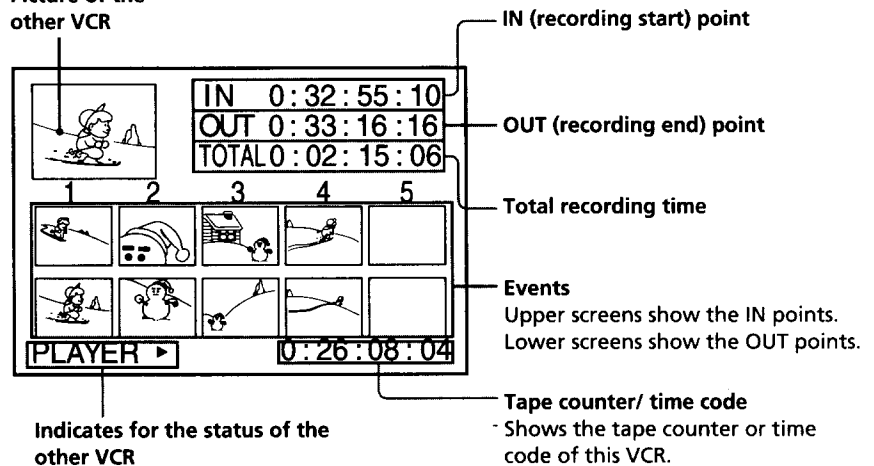 other VCR
IN (recording start) point
IN 0:32:55:10
OUT 0:33:16:16
OUT (recording end) point
TOTAL 0:02:15:06
Total recording time
1 2 3 4 5
Events
Upper screens show the IN points.
Lower screens show the OUT points.
PLAYER ►
0:26:08:04
Indicates for the status of the
other VCR
Tape counter/ time code
Shows the tape counter or time
code of this VCR.